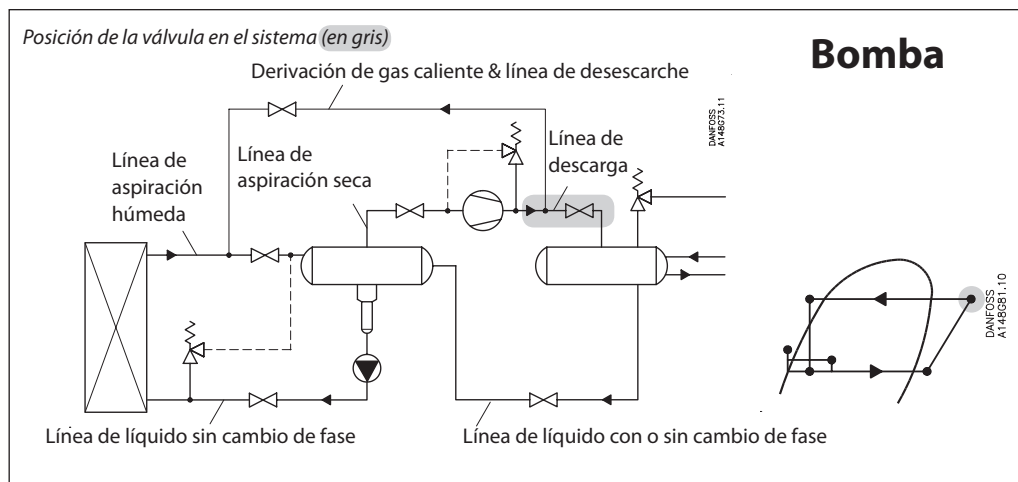 Posición de la válvula en el sistema (en gris)
Bomba
Derivación de gas caliente & línea de desescarche
DANFOSS
A148G73.11
Línea de
aspiración
húmeda
Línea de
aspiración seca
Línea de
descarga
DANFOSS
A148G81.10
Línea de líquido sin cambio de fase
Línea de líquido con o sin cambio de fase